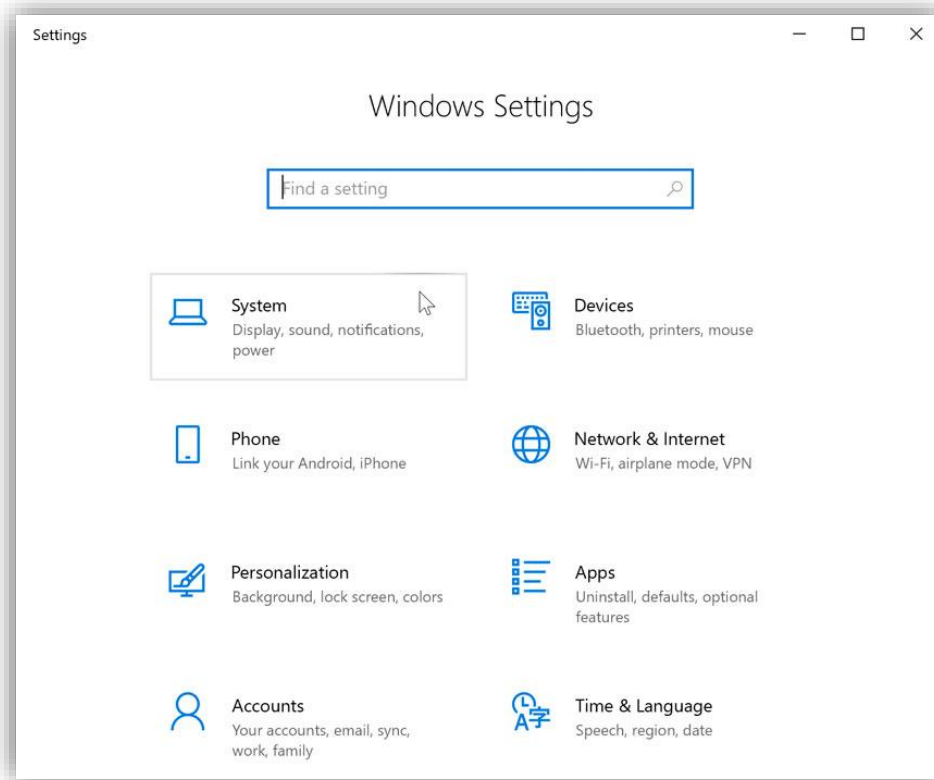 Settings
Windows Settings
Find a setting
System
Display, sound, notifications,
power
Devices
Bluetooth, printers, mouse
Phone
Link your Android, iPhone
Network & Internet
Wi-Fi, airplane mode, VPN
Personalization
Background, lock screen, colors
Apps
Uninstall, defaults, optional
features
Accounts
Your accounts, email, sync,
work, family
A字
Time & Language
Speech, region, date